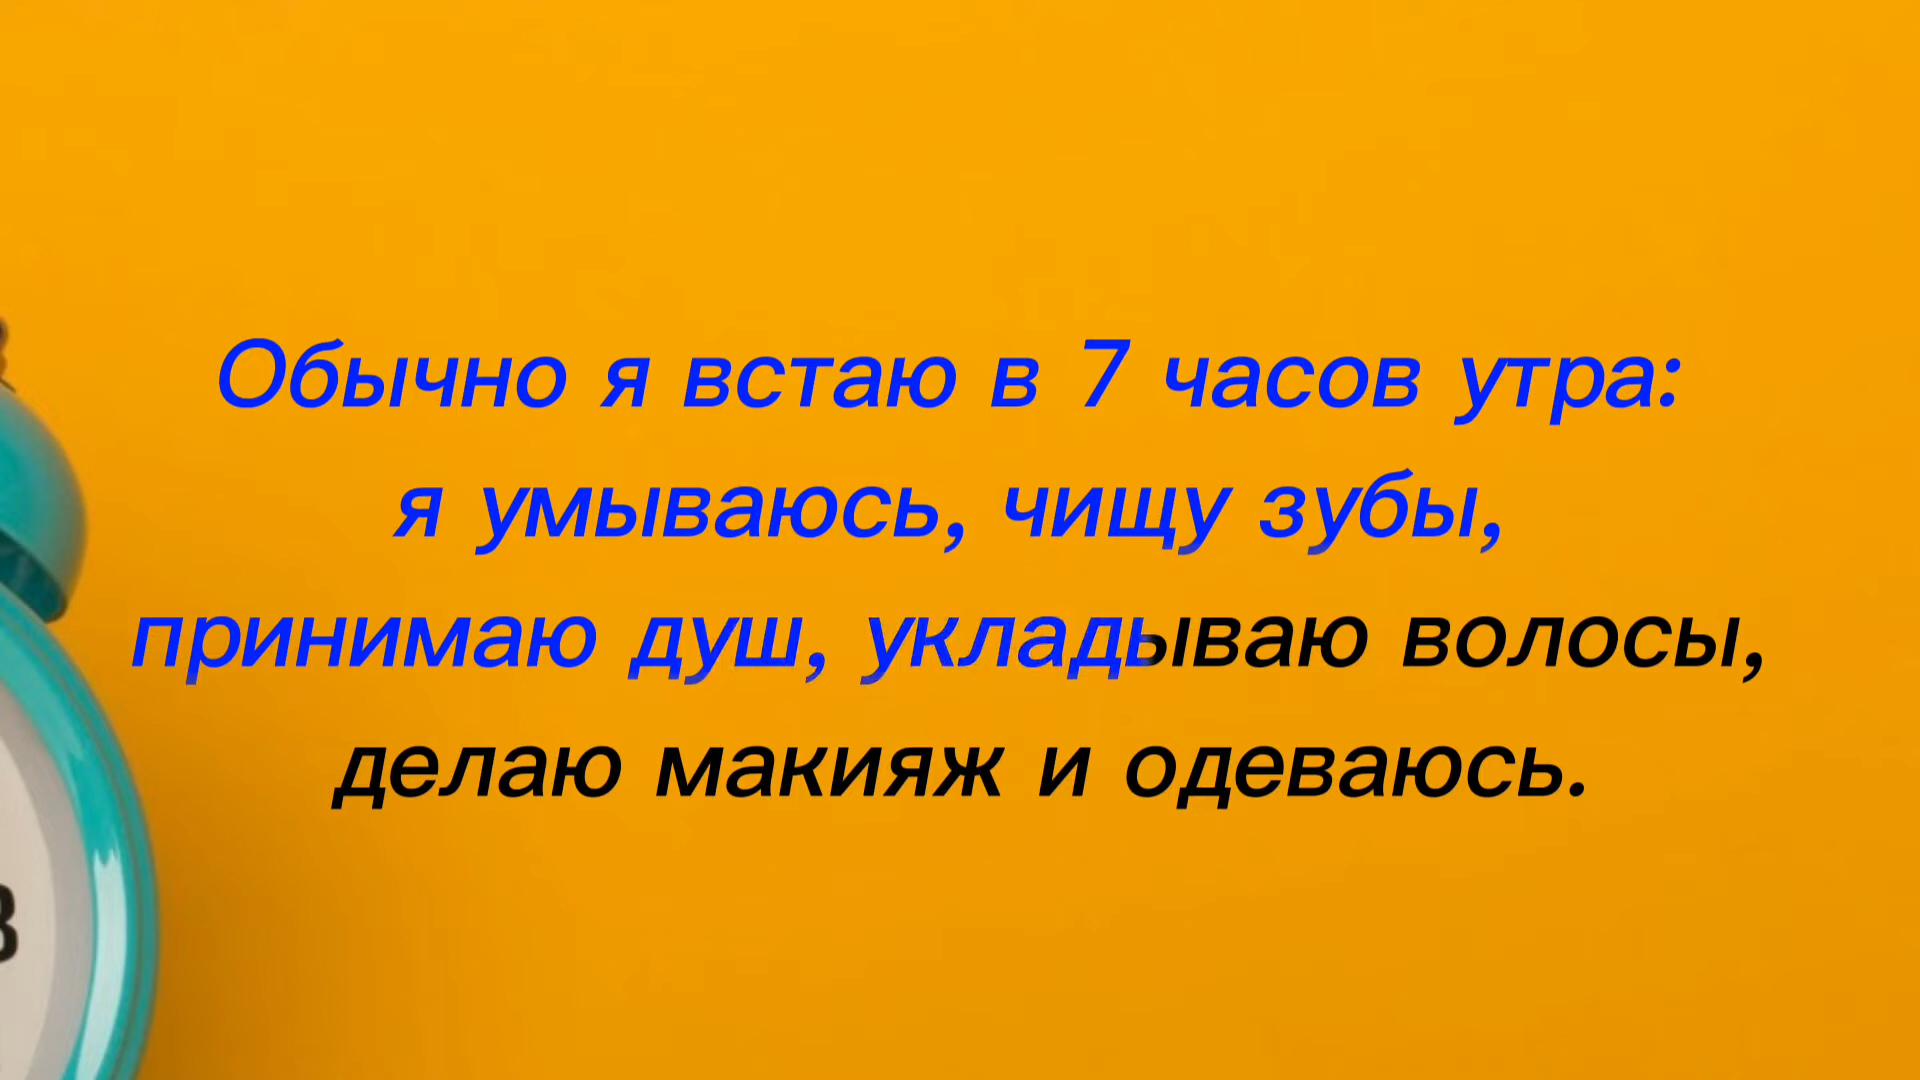 Обычно я встаю в 7 часов утра:
я умываюсь, чищу зубы,
принимаю душ, укладываю волосы,
делаю макияж и одеваюсь.